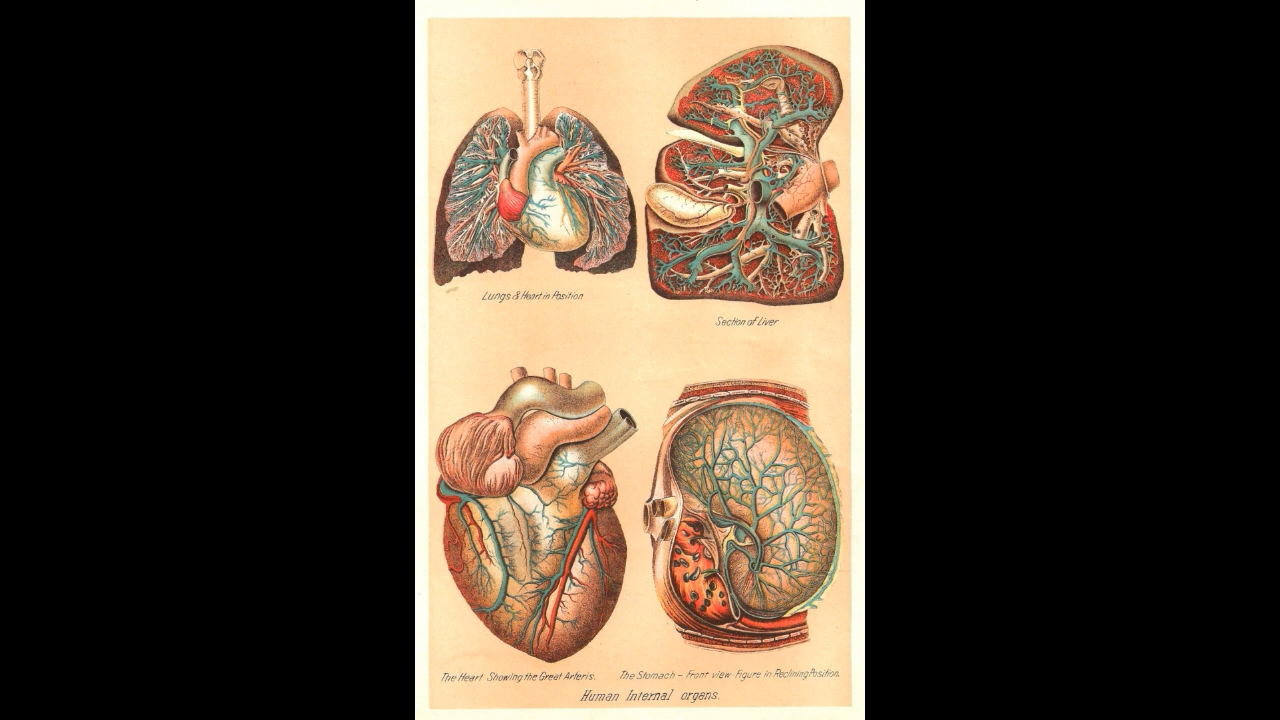 Lungs & Heart in Position
Section of Liver
The Heart Showing the Great Arteris.
The Stomach - Front view Figure in Reclining Position.
Human Internal organs.